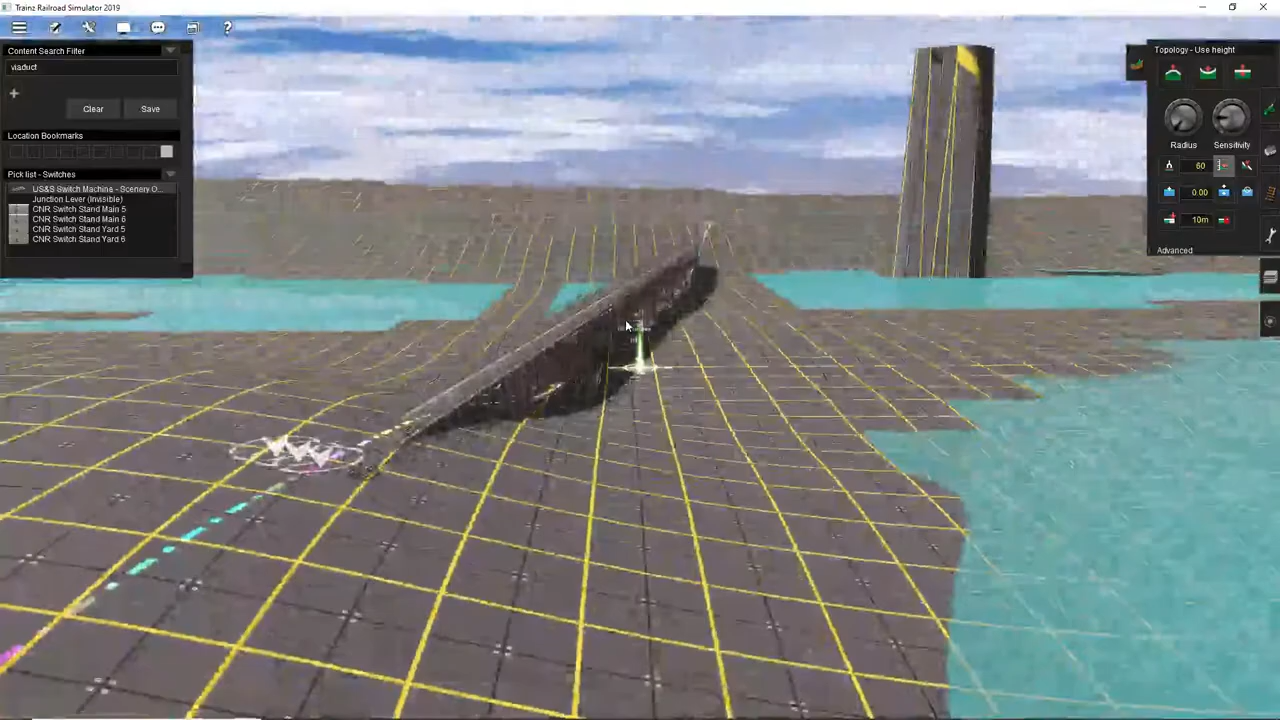 Trainz Railroad Simulator 2019
Content Search Filter
viaduct
Clear
Save
Location Bookmarks
Pick list - Switches
US&S Switch Machine - Scenery O...
Junction Lever (Invisible)
CNR Switch Stand Main 5
CNR Switch Stand Main 6
CNR Switch Stand Yard 5
CNR Switch Stand Yard 6
Topology - Use height
Radius
Sensitivity
60
0.00
10m
Advanced